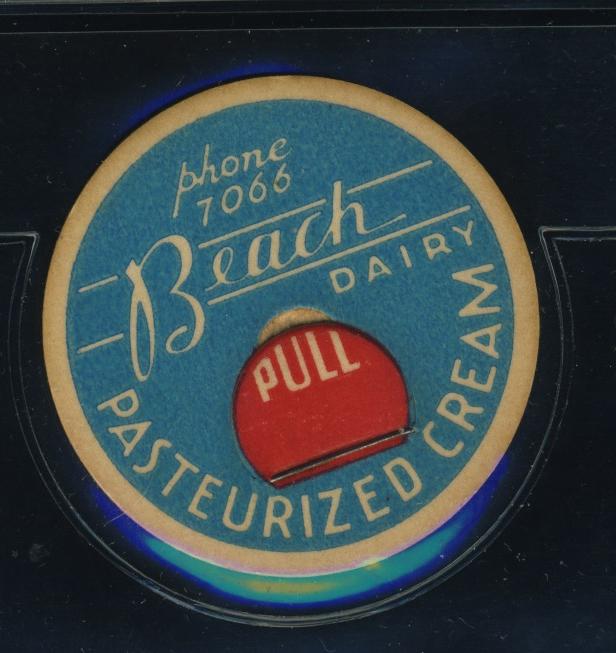 phone
7066
Beach
DAIRY
PULL
PASTEURIZED CREAM